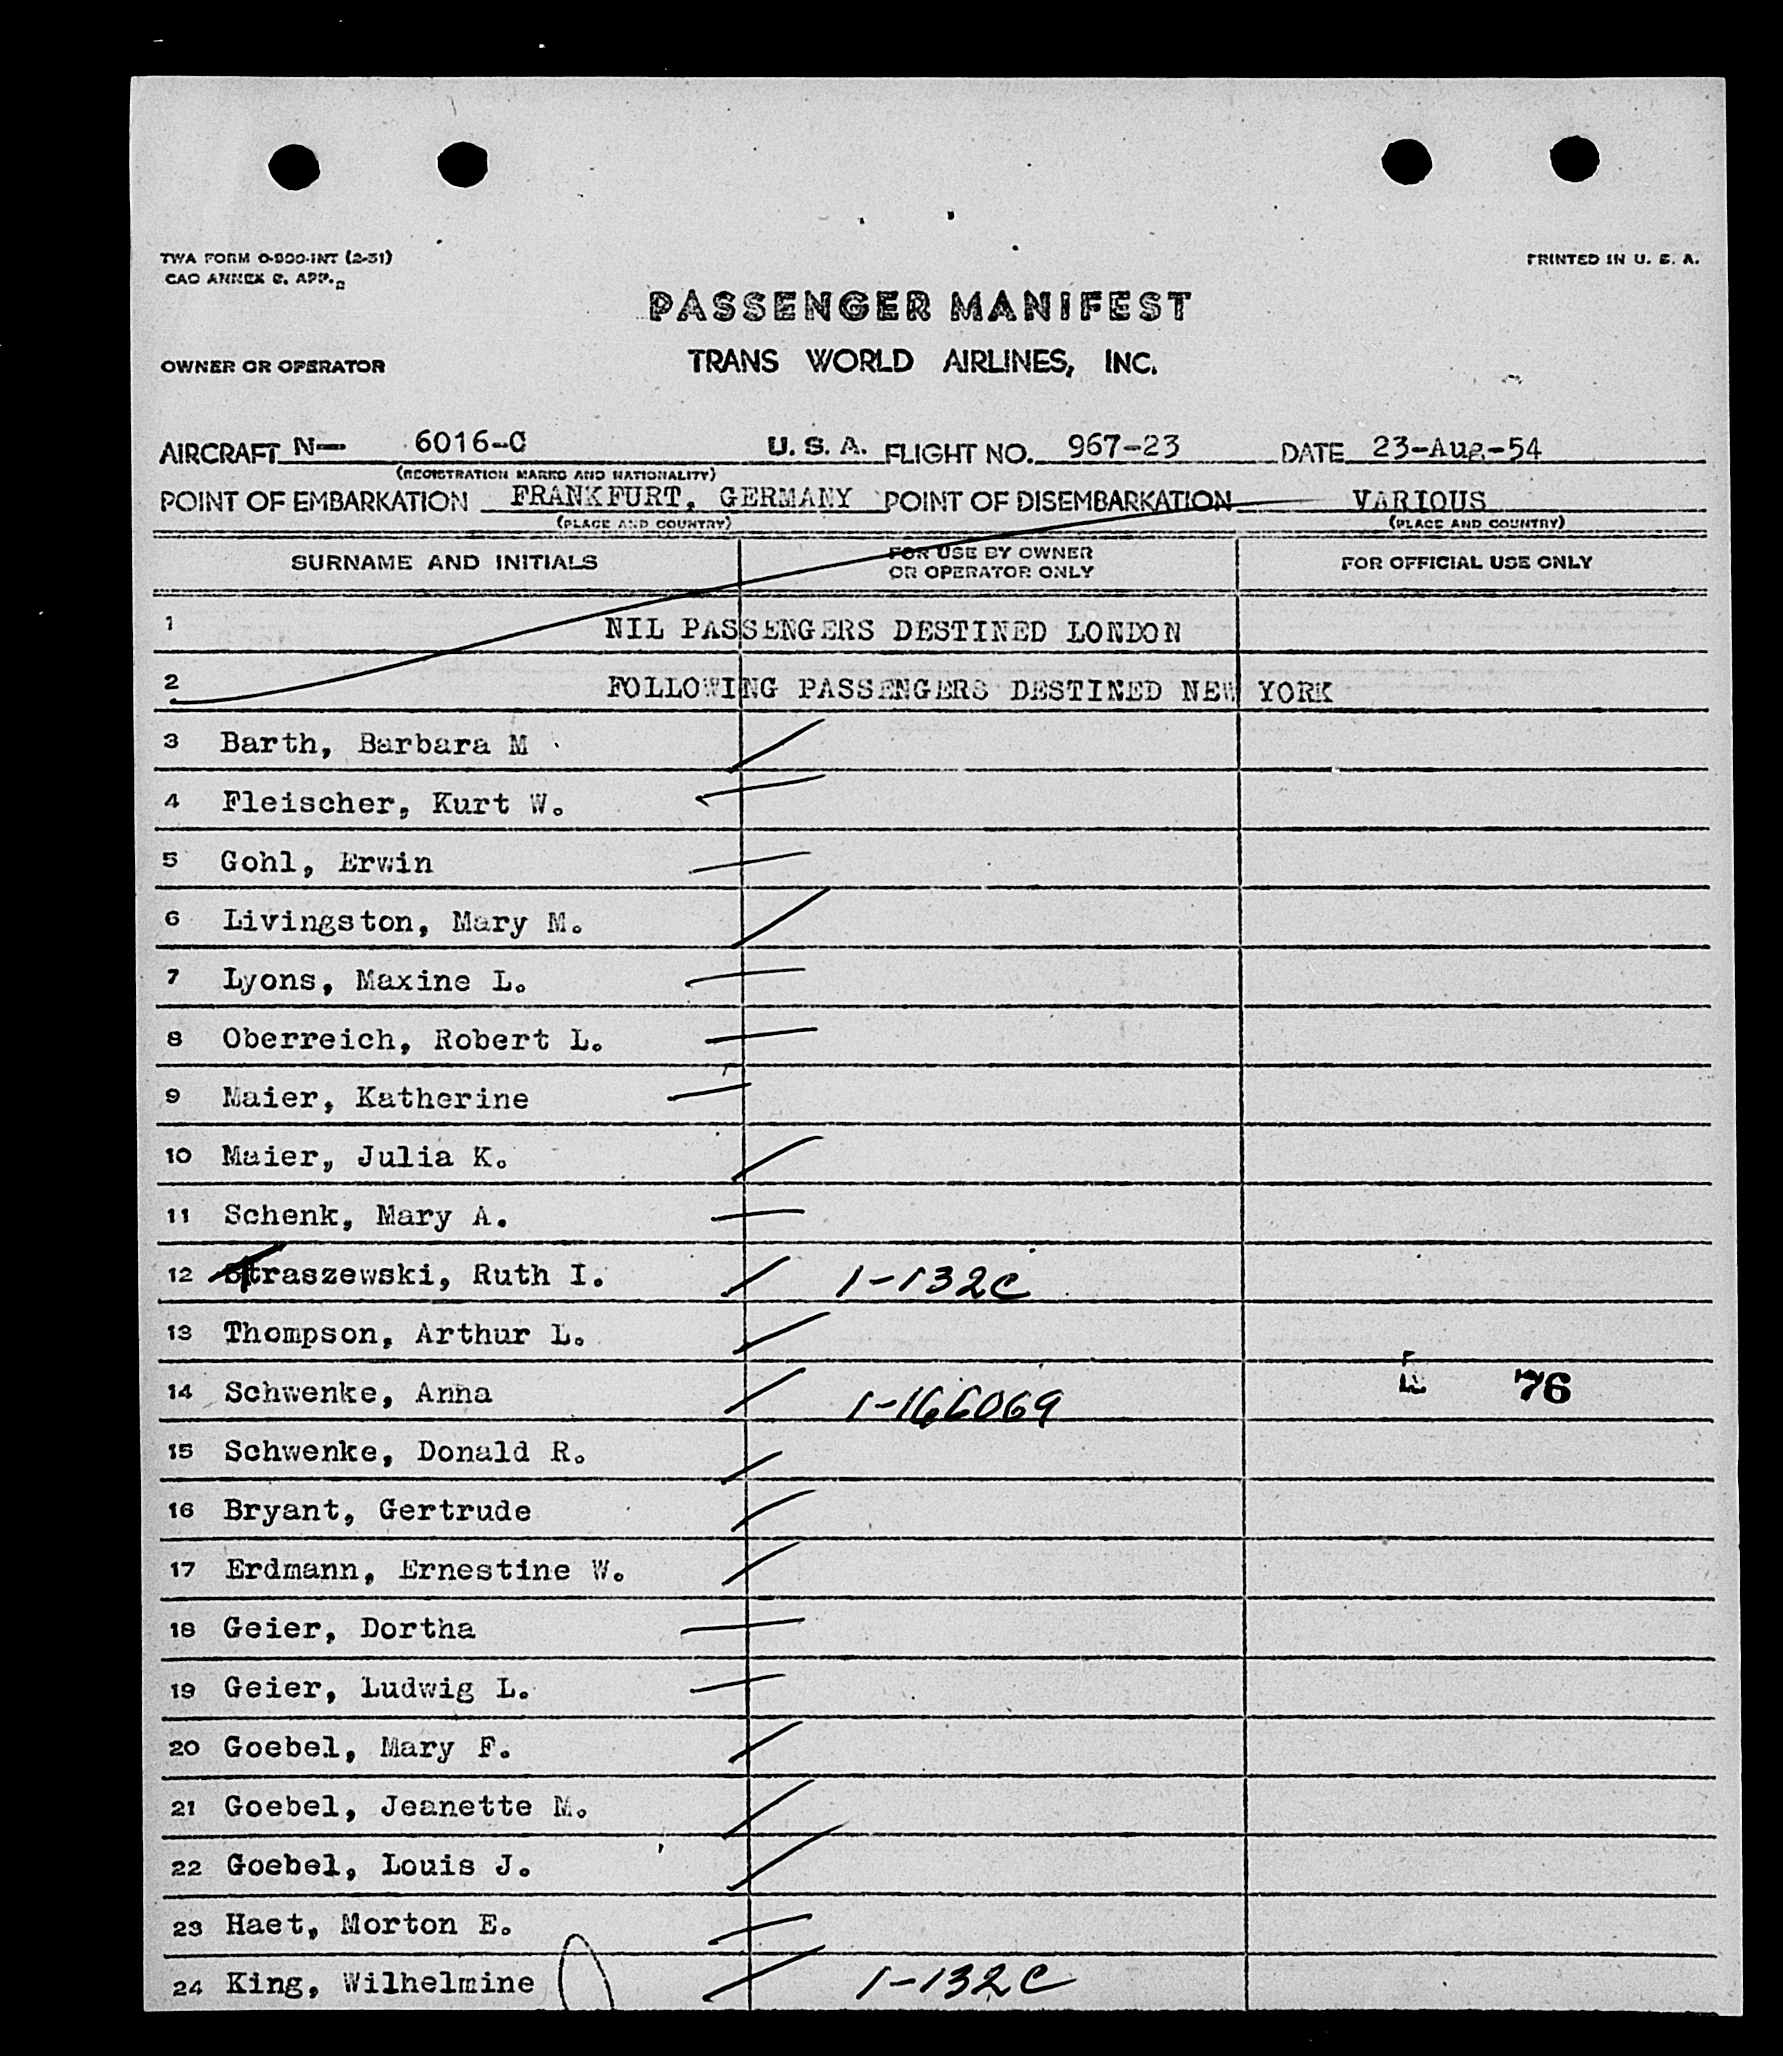 TWA FORM O-800-INT (2-51)
PRINTED IN U. S. A.
CAO ANNEX 9. APP.
PASSENGER MANIFEST
OWNER OR OPERATOR TRANS WORLD AIRLINES, INC.
AIRCRAFT N— 6016-C U. S. A. FLIGHT NO. 967-23 DATE 23-Aug-54
(REGISTRATION MARKS AND NATIONALITY)
POINT OF EMBARKATION FRANKFURT, GERMANY POINT OF DISEMBARKATION VARIOUS
(PLACE AND COUNTRY) (PLACE AND COUNTRY)
SURNAME AND INITIALS FOR USE BY OWNER OR OPERATOR ONLY FOR OFFICIAL USE ONLY
1 NIL PASSENGERS DESTINED LONDON
2 FOLLOWING PASSENGERS DESTINED NEW YORK
3 Barth, Barbara M
4 Fleischer, Kurt W.
5 Gohl, Erwin
6 Livingston, Mary M.
7 Lyons, Maxine L.
8 Oberreich, Robert L.
9 Maier, Katherine
10 Maier, Julia K.
11 Schenk, Mary A.
12 Straszewski, Ruth I. 1-132C
13 Thompson, Arthur L.
14 Schwenke, Anna 1-166069 76
15 Schwenke, Donald R.
16 Bryant, Gertrude
17 Erdmann, Ernestine W.
18 Geier, Dortha
19 Geier, Ludwig L.
20 Goebel, Mary F.
21 Goebel, Jeanette M.
22 Goebel, Louis J.
23 Haet, Morton E.
24 King, Wilhelmine 1-132C